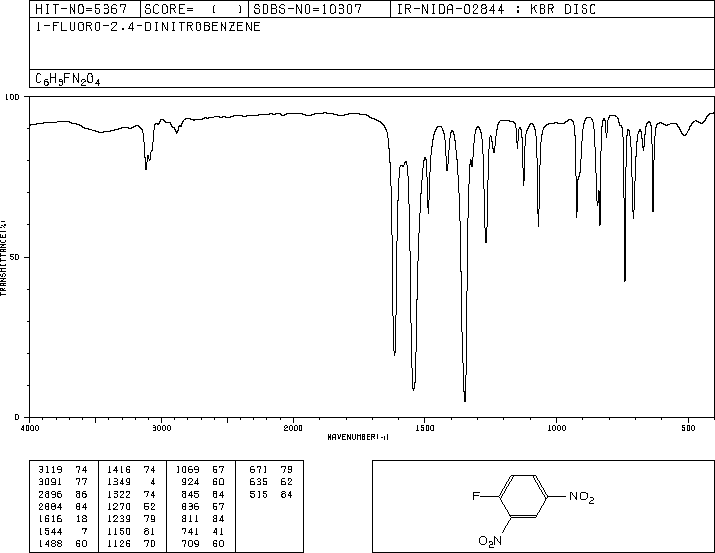 HIT-NO=5367 SCORE= ( ) SDBS-NO=10307 IR-NIDA-02844 : KBR DISC
1-FLUORO-2,4-DINITROBENZENE
C6H3FN2O4
100
50
0
TRANSMITTANCE(%)
4000 3000 2000 1500 1000 500
WAVENUMBER(-1)
3119 74 1416 74 1069 57 671 79
3091 77 1349 4 924 60 635 62
2896 86 1322 74 845 64 515 84
2884 84 1270 52 836 57
1616 18 1239 79 811 84
1544 7 1150 81 741 41
1488 60 1126 70 709 60
F
NO2
O2N